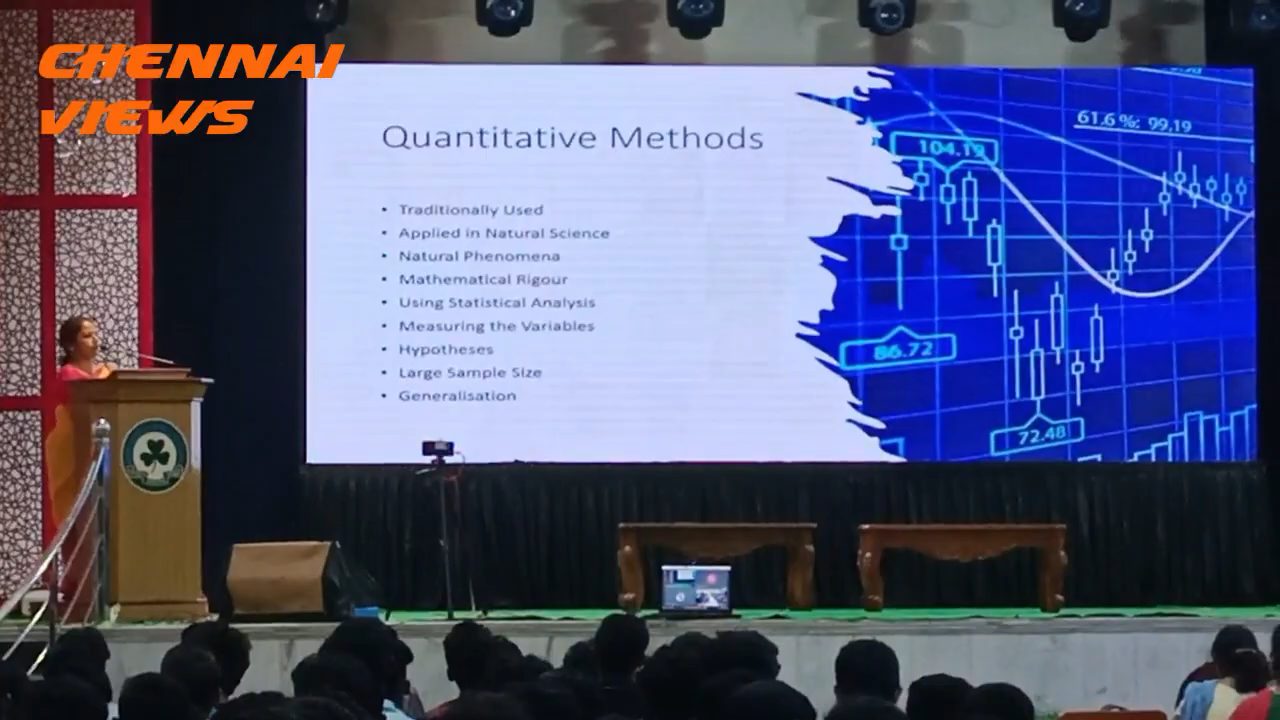 CHENNAI
VIEWS
Quantitative Methods
• Traditionally Used
• Applied in Natural Science
• Natural Phenomena
• Mathematical Rigour
• Using Statistical Analysis
• Measuring the Variables
• Hypotheses
• Large Sample Size
• Generalisation
61.6 %: 99.19
104.19
86.72
72.48